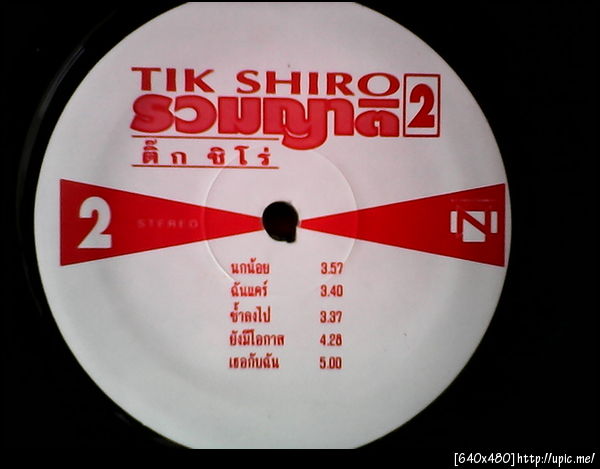 TIK SHIRO
รวมญาติ 2
ติ๊ก ชิโร่
2 STEREO
นกน้อย 3.57
ฉันแคร์ 3.40
ช้ำลงไป 3.37
ยังมีโอกาส 4.28
เธอกับฉัน 5.00
[640x480]http://upic.me/